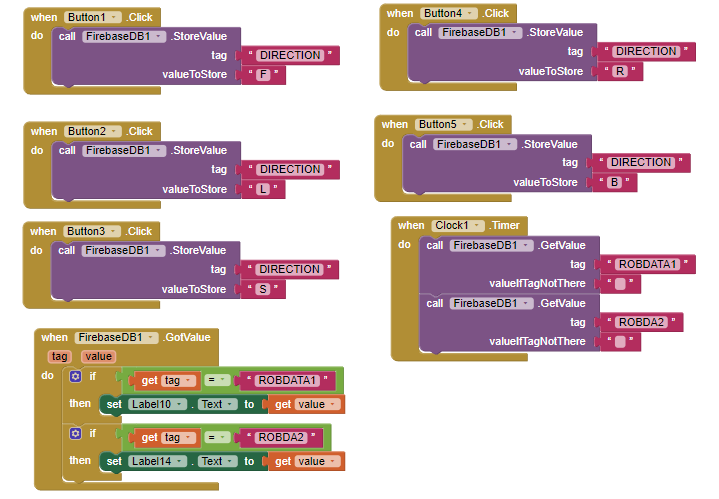 when Button1 .Click
do call FirebaseDB1 .StoreValue
tag " DIRECTION "
valueToStore " F "
when Button4 .Click
do call FirebaseDB1 .StoreValue
tag " DIRECTION "
valueToStore " R "
when Button2 .Click
do call FirebaseDB1 .StoreValue
tag " DIRECTION "
valueToStore " L "
when Button5 .Click
do call FirebaseDB1 .StoreValue
tag " DIRECTION "
valueToStore " B "
when Button3 .Click
do call FirebaseDB1 .StoreValue
tag " DIRECTION "
valueToStore " S "
when Clock1 .Timer
do call FirebaseDB1 .GetValue
tag " ROBDATA1 "
valueIfTagNotThere " "
call FirebaseDB1 .GetValue
tag " ROBDA2 "
valueIfTagNotThere " "
when FirebaseDB1 .GotValue
tag value
do if get tag = " ROBDATA1 "
then set Label10 . Text to get value
if get tag = " ROBDA2 "
then set Label14 . Text to get value